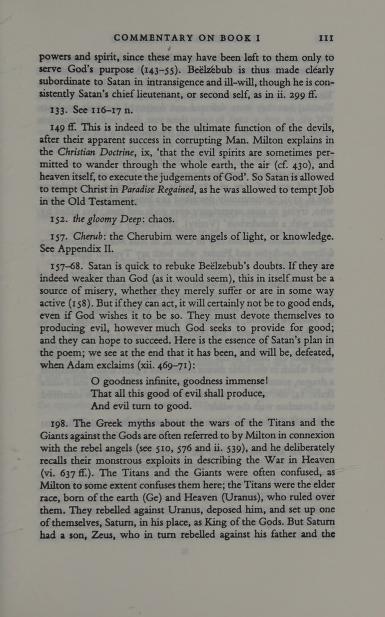 COMMENTARY ON BOOK I 111
powers and spirit, since these may have been left to them only to
serve God's purpose (143–55). Beëlzebub is thus made clearly
subordinate to Satan in intransigence and ill-will, though he is con-
sistently Satan's chief lieutenant, or second self, as in ii. 299 ff.
133. See 116–17 n.
149 ff. This is indeed to be the ultimate function of the devils,
after their apparent success in corrupting Man. Milton explains in
the Christian Doctrine, ix, 'that the evil spirits are sometimes per-
mitted to wander through the whole earth, the air (cf. 430), and
heaven itself, to execute the judgements of God'. So Satan is allowed
to tempt Christ in Paradise Regained, as he was allowed to tempt Job
in the Old Testament.
152. the gloomy Deep: chaos.
157. Cherub: the Cherubim were angels of light, or knowledge.
See Appendix II.
157–68. Satan is quick to rebuke Beëlzebub's doubts. If they are
indeed weaker than God (as it would seem), this in itself must be a
source of misery, whether they merely suffer or are in some way
active (158). But if they can act, it will certainly not be to good ends,
even if God wishes it to be so. They must devote themselves to
producing evil, however much God seeks to provide for good;
and they can hope to succeed. Here is the essence of Satan's plan in
the poem; we see at the end that it has been, and will be, defeated,
when Adam exclaims (xii. 469–71):
O goodness infinite, goodness immense!
That all this good of evil shall produce,
And evil turn to good.
198. The Greek myths about the wars of the Titans and the
Giants against the Gods are often referred to by Milton in connexion
with the rebel angels (see 510, 576 and ii. 539), and he deliberately
recalls their monstrous exploits in describing the War in Heaven
(vi. 637 ff.). The Titans and the Giants were often confused, as
Milton to some extent confuses them here; the Titans were the elder
race, born of the earth (Ge) and Heaven (Uranus), who ruled over
them. They rebelled against Uranus, deposed him, and set up one
of themselves, Saturn, in his place, as King of the Gods. But Saturn
had a son, Zeus, who in turn rebelled against his father and the